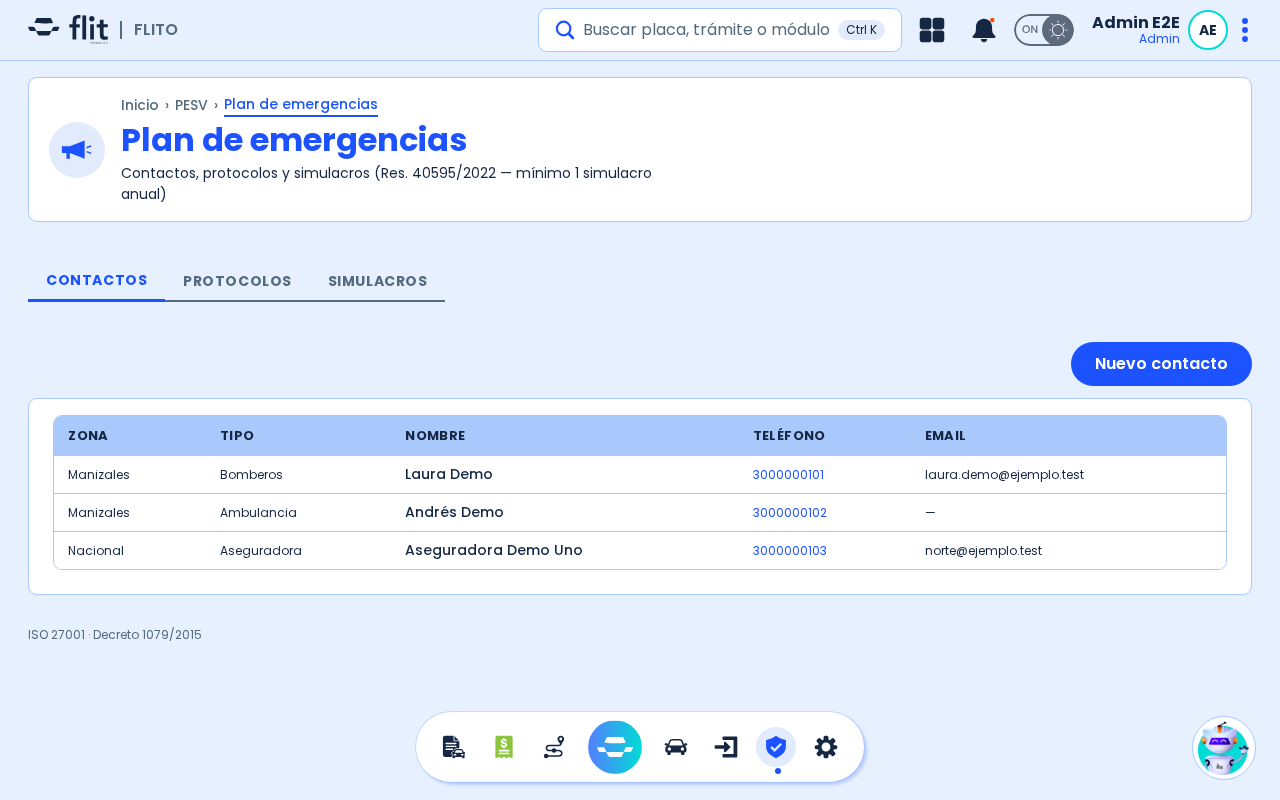 flit
FLITO
Buscar placa, trámite o módulo
Ctrl K
ON
Admin E2E
Admin
AE
Inicio › PESV › Plan de emergencias
Plan de emergencias
Contactos, protocolos y simulacros (Res. 40595/2022 — mínimo 1 simulacro
anual)
CONTACTOS
PROTOCOLOS
SIMULACROS
Nuevo contacto
ZONA TIPO NOMBRE TELÉFONO EMAIL
Manizales Bomberos Laura Demo 3000000101 laura.demo@ejemplo.test
Manizales Ambulancia Andrés Demo 3000000102 —
Nacional Aseguradora Aseguradora Demo Uno 3000000103 norte@ejemplo.test
ISO 27001 · Decreto 1079/2015